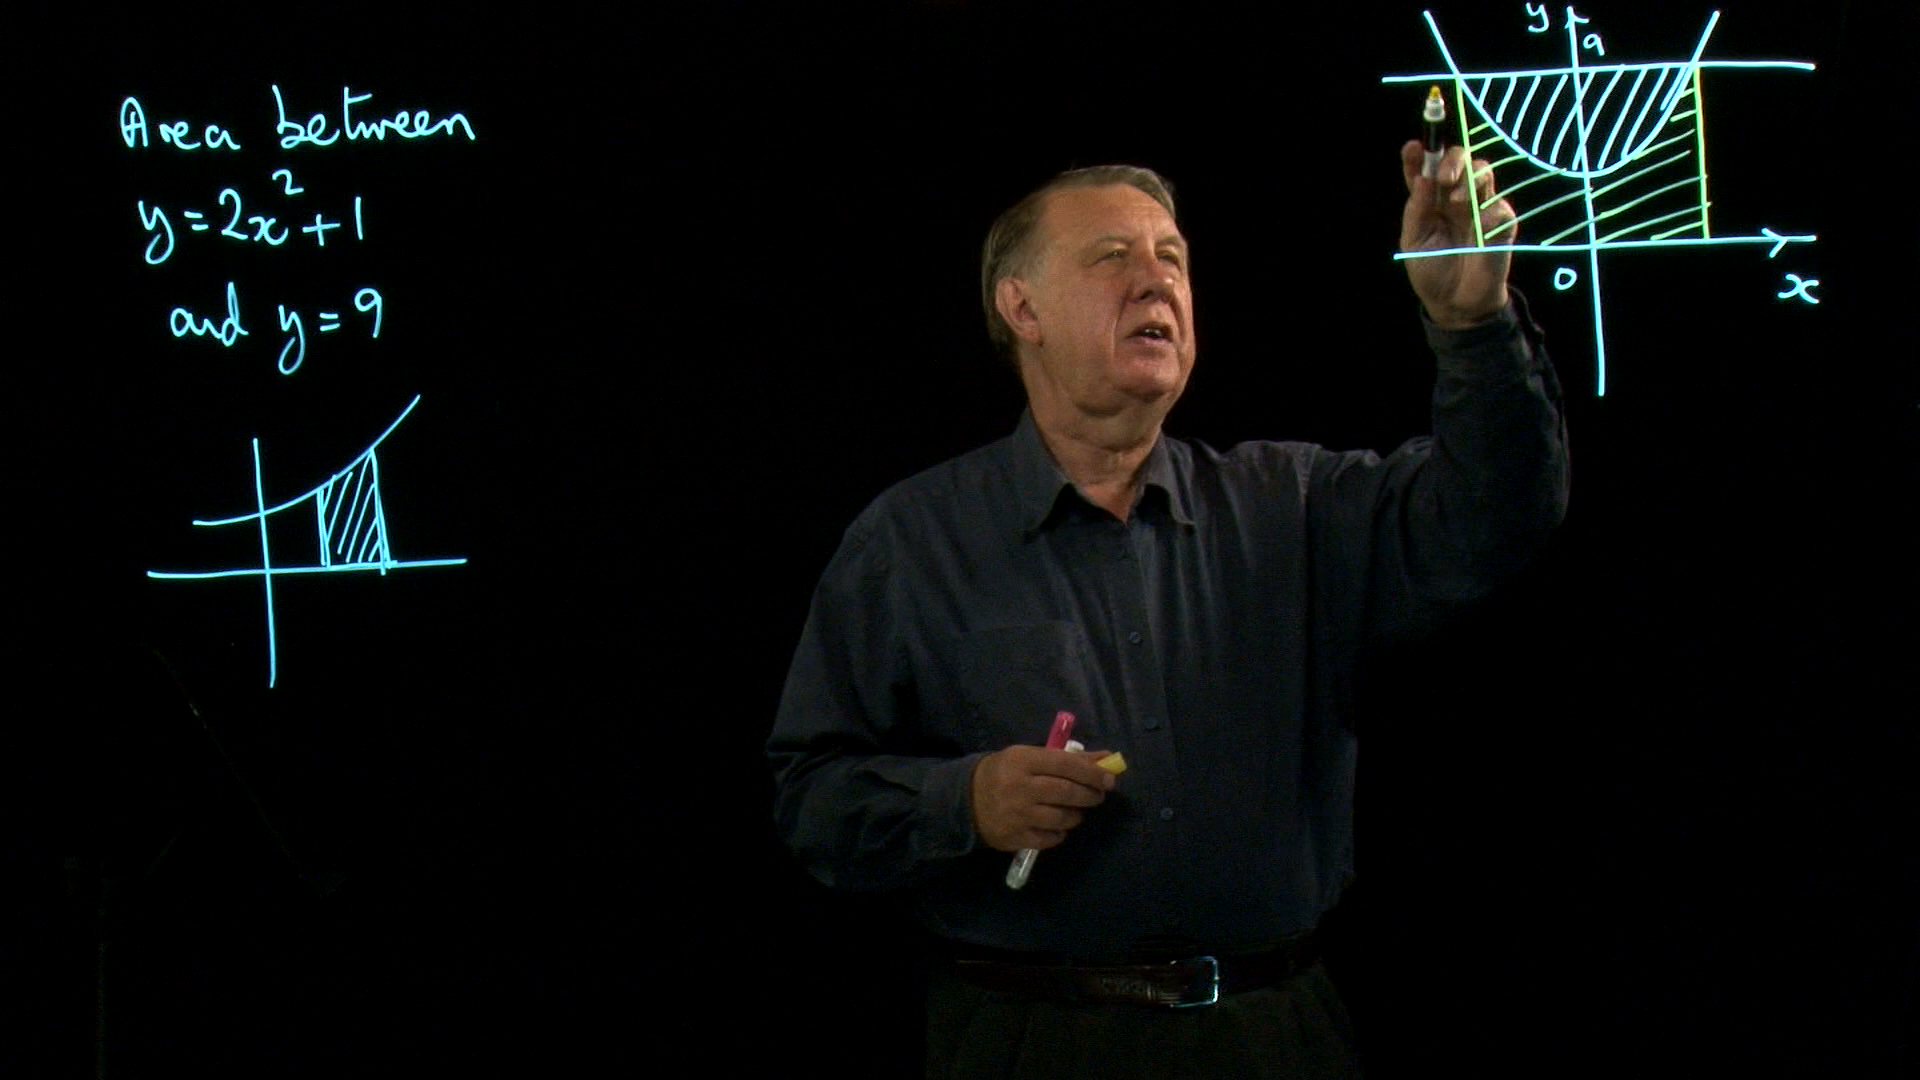 Area between
y = 2x² + 1
and y = 9
y
9
0
x